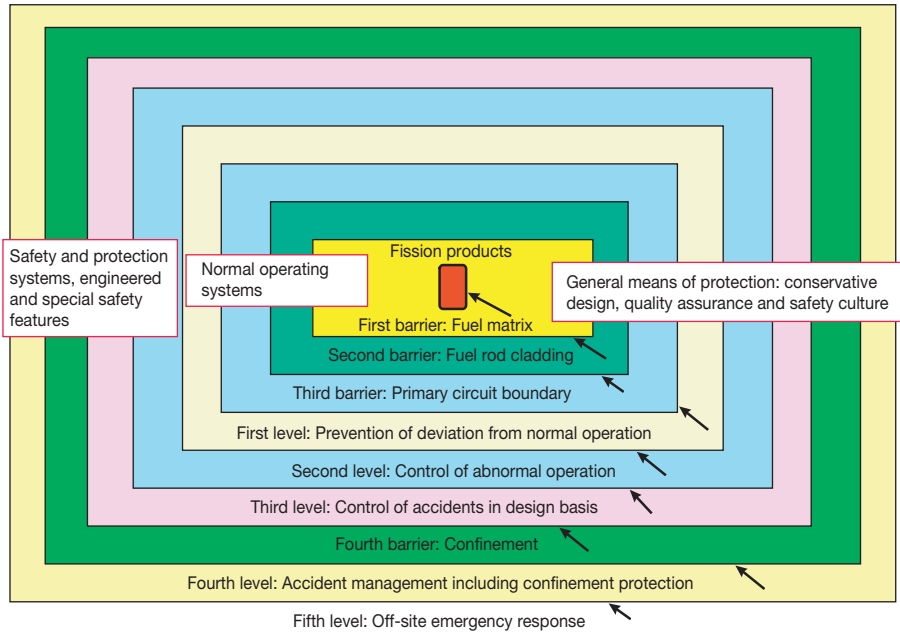 Safety and protection
systems, engineered
and special safety
features
Normal operating
systems
General means of protection: conservative
design, quality assurance and safety culture
Fission products
First barrier: Fuel matrix
Second barrier: Fuel rod cladding
Third barrier: Primary circuit boundary
First level: Prevention of deviation from normal operation
Second level: Control of abnormal operation
Third level: Control of accidents in design basis
Fourth barrier: Confinement
Fourth level: Accident management including confinement protection
Fifth level: Off-site emergency response